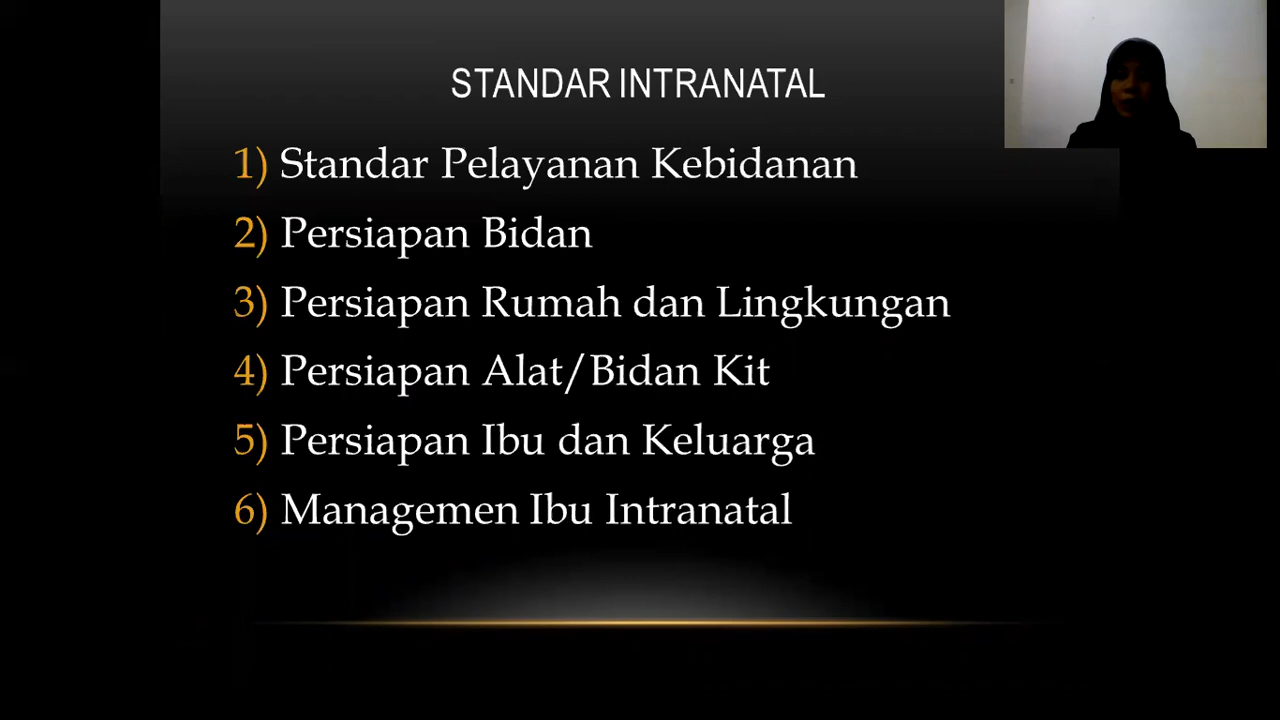 STANDAR INTRANATAL
1) Standar Pelayanan Kebidanan
2) Persiapan Bidan
3) Persiapan Rumah dan Lingkungan
4) Persiapan Alat/Bidan Kit
5) Persiapan Ibu dan Keluarga
6) Managemen Ibu Intranatal